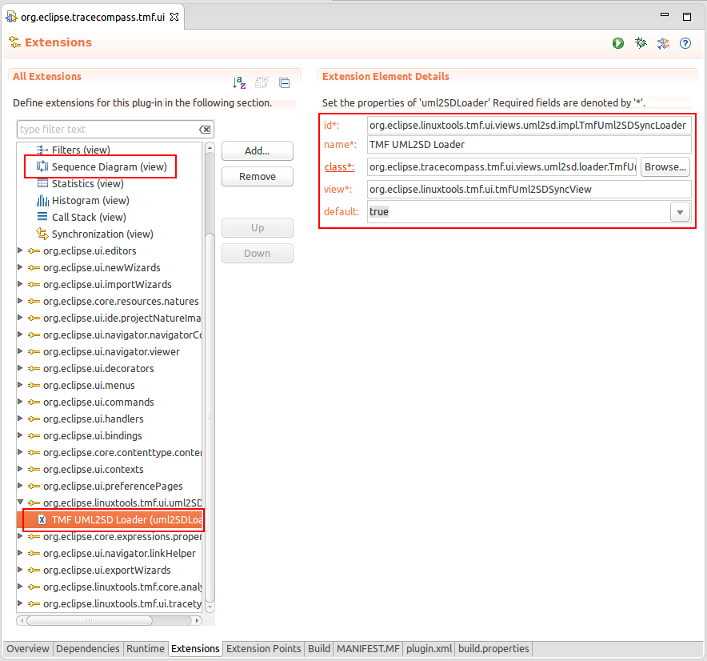 org.eclipse.tracecompass.tmf.ui
Extensions
All Extensions
Define extensions for this plug-in in the following section.
type filter text
Filters (view)
Sequence Diagram (view)
Statistics (view)
Histogram (view)
Call Stack (view)
Synchronization (view)
org.eclipse.ui.editors
org.eclipse.ui.newWizards
org.eclipse.ui.importWizards
org.eclipse.core.resources.natures
org.eclipse.ui.ide.projectNatureIma
org.eclipse.ui.navigator.navigatorCo
org.eclipse.ui.navigator.viewer
org.eclipse.ui.decorators
org.eclipse.ui.menus
org.eclipse.ui.commands
org.eclipse.ui.handlers
org.eclipse.ui.bindings
org.eclipse.core.contenttype.conten
org.eclipse.ui.contexts
org.eclipse.ui.preferencePages
org.eclipse.linuxtools.tmf.ui.uml2SD
TMF UML2SD Loader (uml2SDLoa
org.eclipse.core.expressions.proper
org.eclipse.ui.navigator.linkHelper
org.eclipse.ui.exportWizards
org.eclipse.linuxtools.tmf.core.analy
org.eclipse.linuxtools.tmf.ui.tracety
Add...
Remove
Up
Down
Extension Element Details
Set the properties of 'uml2SDLoader' Required fields are denoted by '*'.
id*: org.eclipse.linuxtools.tmf.ui.views.uml2sd.impl.TmfUml2SDSyncLoader
name*: TMF UML2SD Loader
class*: org.eclipse.tracecompass.tmf.ui.views.uml2sd.loader.TmfUm Browse...
view*: org.eclipse.linuxtools.tmf.ui.tmfUml2SDSyncView
default: true
Overview Dependencies Runtime Extensions Extension Points Build MANIFEST.MF plugin.xml build.properties